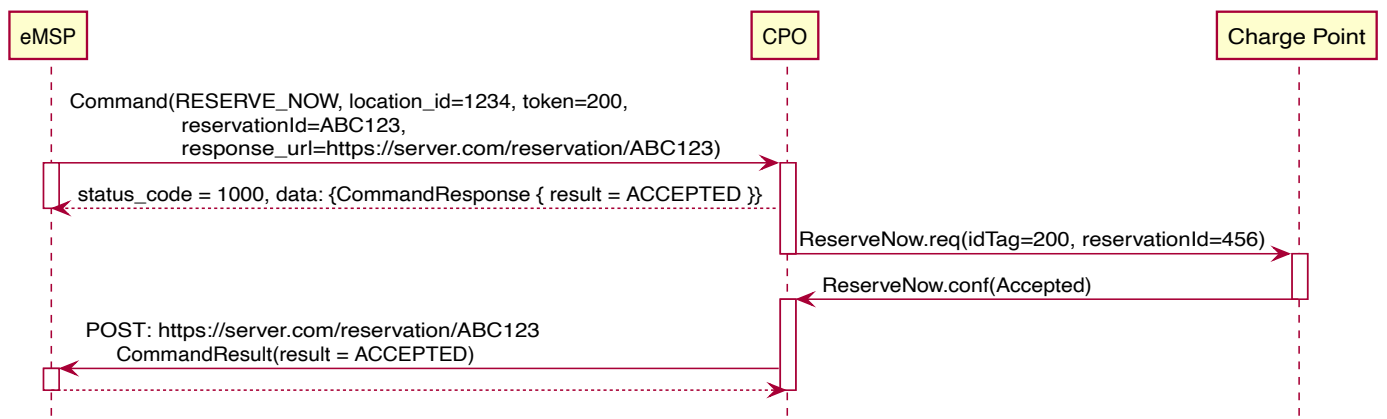 eMSP
CPO
Charge Point
Command(RESERVE_NOW, location_id=1234, token=200,
reservationId=ABC123,
response_url=https://server.com/reservation/ABC123)
status_code = 1000, data: {CommandResponse { result = ACCEPTED }}
ReserveNow.req(idTag=200, reservationId=456)
ReserveNow.conf(Accepted)
POST: https://server.com/reservation/ABC123
CommandResult(result = ACCEPTED)